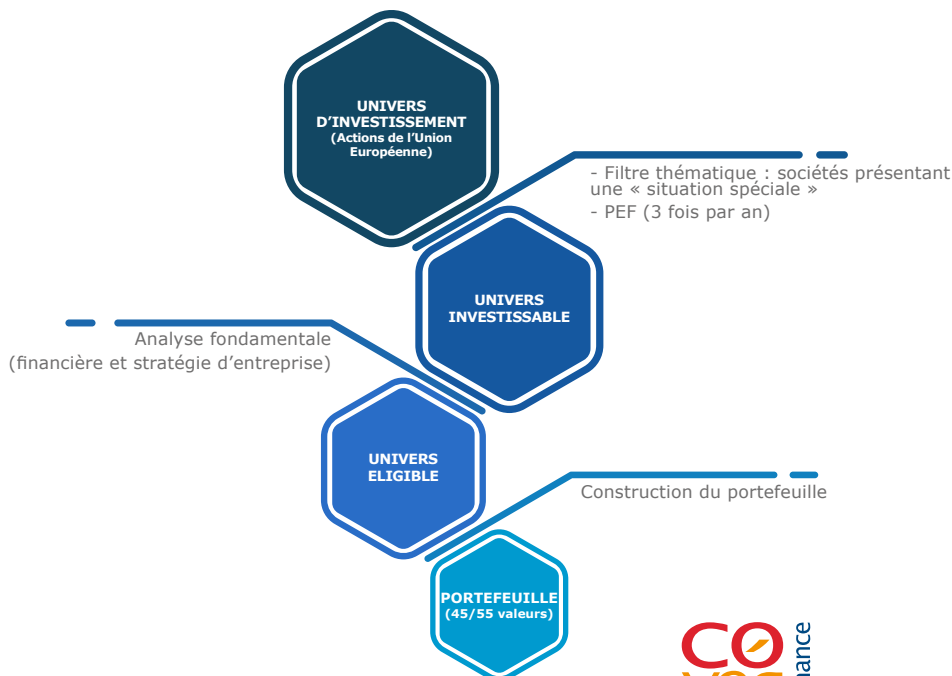 UNIVERS
D'INVESTISSEMENT
(Actions de l'Union
Européenne)
- Filtre thématique : sociétés présentant
une « situation spéciale »
- PEF (3 fois par an)
UNIVERS
INVESTISSABLE
Analyse fondamentale
(financière et stratégie d'entreprise)
UNIVERS
ELIGIBLE
Construction du portefeuille
PORTEFEUILLE
(45/55 valeurs)
CO